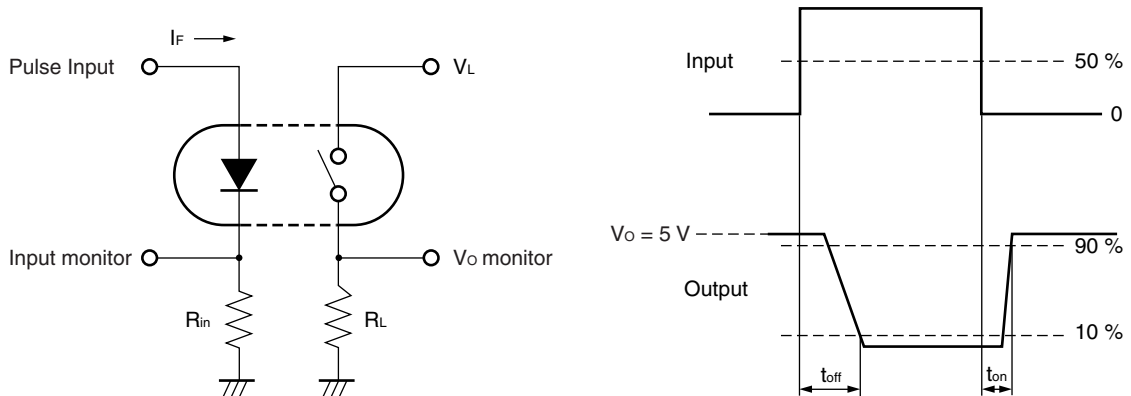 IF
Pulse Input
VL
Input monitor
VO monitor
Rin
RL
Input
50 %
0
VO = 5 V
90 %
Output
10 %
toff
ton